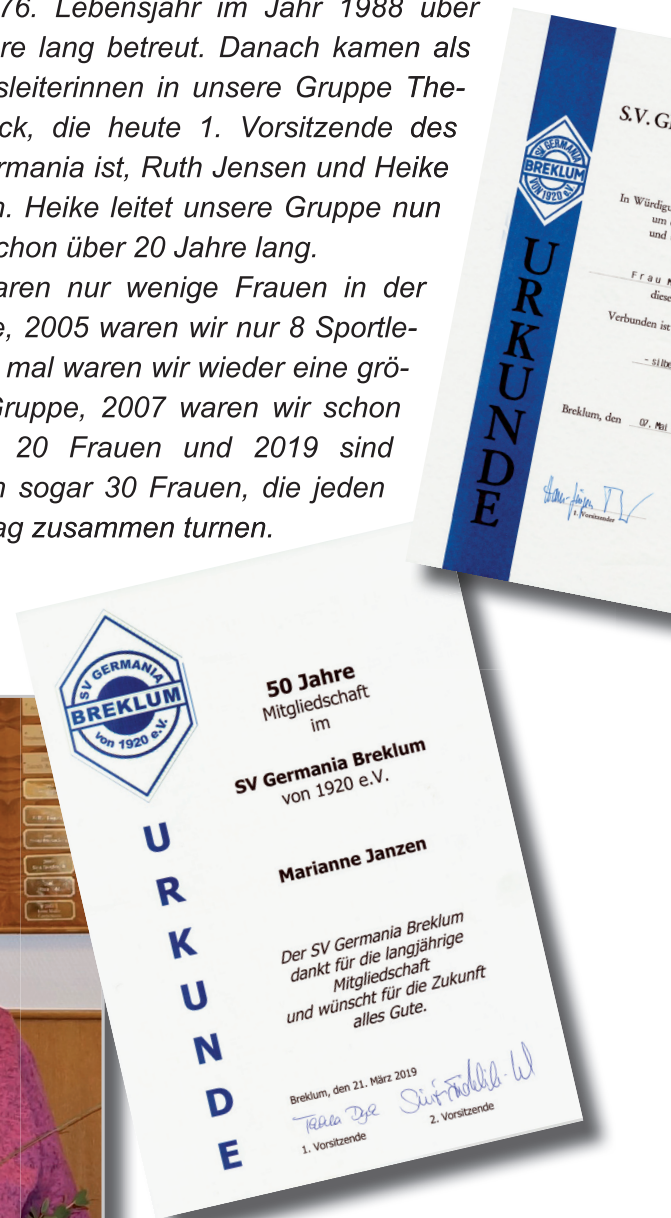 76. Lebensjahr im Jahr 1988 über
re lang betreut. Danach kamen als
sleiterinnen in unsere Gruppe The-
ck, die heute 1. Vorsitzende des
rmania ist, Ruth Jensen und Heike
n. Heike leitet unsere Gruppe nun
chon über 20 Jahre lang.
aren nur wenige Frauen in der
e, 2005 waren wir nur 8 Sportle-
mal waren wir wieder eine grö-
Gruppe, 2007 waren wir schon
20 Frauen und 2019 sind
n sogar 30 Frauen, die jeden
ag zusammen turnen.
SV GERMANIA
BREKLUM
VON 1920 e.V.
URKUNDE
S.V. G
In Würdigu
um
und
Frau M
diese
Verbunden ist
- silbe
Breklum, den 07. Mai
1. Vorsitzender
SV GERMANIA
BREKLUM
von 1920 e.V.
URKUNDE
50 Jahre
Mitgliedschaft
im
SV Germania Breklum
von 1920 e.V.
Marianne Janzen
Der SV Germania Breklum
dankt für die langjährige
Mitgliedschaft
und wünscht für die Zukunft
alles Gute.
Breklum, den 21. März 2019
1. Vorsitzende
2. Vorsitzende